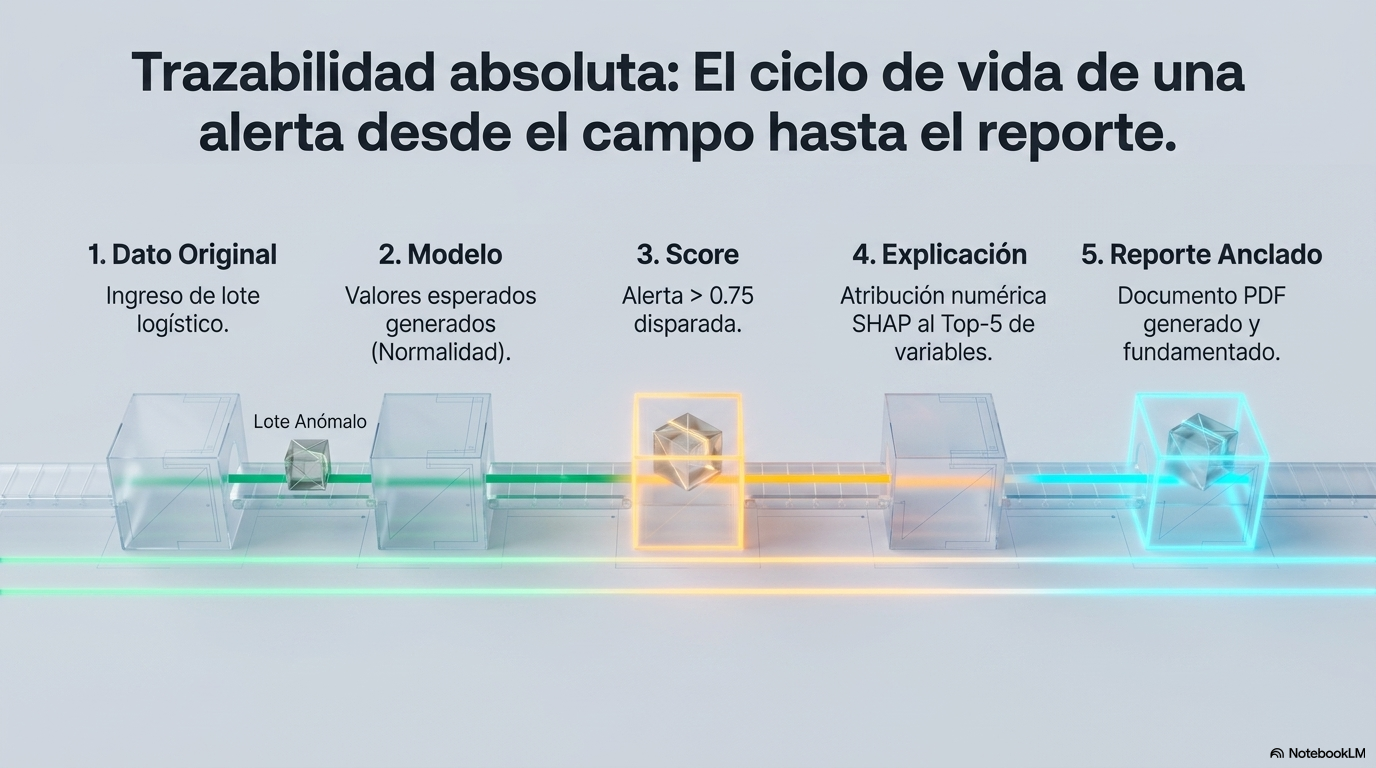 Trazabilidad absoluta: El ciclo de vida de una
alerta desde el campo hasta el reporte.
1. Dato Original
Ingreso de lote
logístico.
2. Modelo
Valores esperados
generados
(Normalidad).
3. Score
Alerta > 0.75
disparada.
4. Explicación
Atribución numérica
SHAP al Top-5 de
variables.
5. Reporte Anclado
Documento PDF
generado y
fundamentado.
Lote Anómalo
NotebookLM